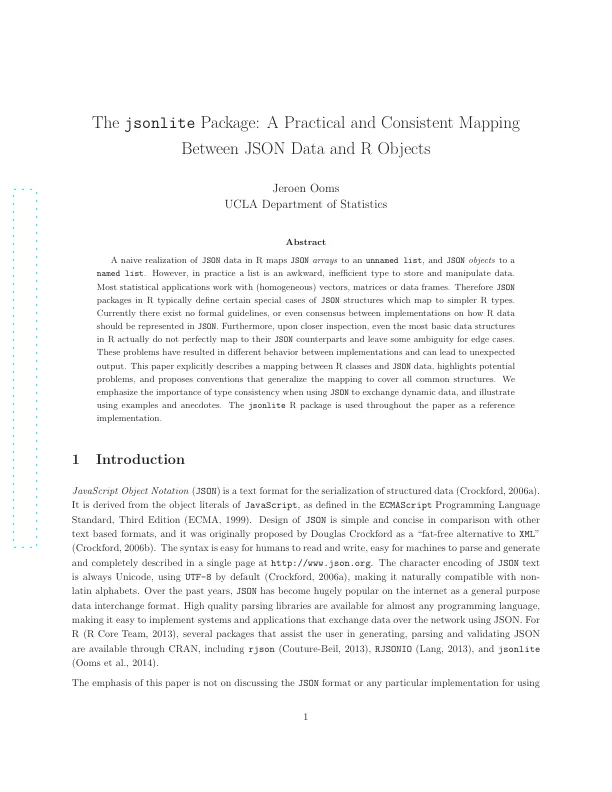 The jsonlite Package: A Practical and Consistent Mapping
Between JSON Data and R Objects
Jeroen Ooms
UCLA Department of Statistics
Abstract
A naive realization of JSON data in R maps JSON arrays to an unnamed list, and JSON objects to a
named list. However, in practice a list is an awkward, inefficient type to store and manipulate data.
Most statistical applications work with (homogeneous) vectors, matrices or data frames. Therefore JSON
packages in R typically define certain special cases of JSON structures which map to simpler R types.
Currently there exist no formal guidelines, or even consensus between implementations on how R data
should be represented in JSON. Furthermore, upon closer inspection, even the most basic data structures
in R actually do not perfectly map to their JSON counterparts and leave some ambiguity for edge cases.
These problems have resulted in different behavior between implementations and can lead to unexpected
output. This paper explicitly describes a mapping between R classes and JSON data, highlights potential
problems, and proposes conventions that generalize the mapping to cover all common structures. We
emphasize the importance of type consistency when using JSON to exchange dynamic data, and illustrate
using examples and anecdotes. The jsonlite R package is used throughout the paper as a reference
implementation.
1 Introduction
JavaScript Object Notation (JSON) is a text format for the serialization of structured data (Crockford, 2006a).
It is derived from the object literals of JavaScript, as defined in the ECMAScript Programming Language
Standard, Third Edition (ECMA, 1999). Design of JSON is simple and concise in comparison with other
text based formats, and it was originally proposed by Douglas Crockford as a “fat-free alternative to XML”
(Crockford, 2006b). The syntax is easy for humans to read and write, easy for machines to parse and generate
and completely described in a single page at http://www.json.org. The character encoding of JSON text
is always Unicode, using UTF-8 by default (Crockford, 2006a), making it naturally compatible with non-
latin alphabets. Over the past years, JSON has become hugely popular on the internet as a general purpose
data interchange format. High quality parsing libraries are available for almost any programming language,
making it easy to implement systems and applications that exchange data over the network using JSON. For
R (R Core Team, 2013), several packages that assist the user in generating, parsing and validating JSON
are available through CRAN, including rjson (Couture-Beil, 2013), RJSONIO (Lang, 2013), and jsonlite
(Ooms et al., 2014).
The emphasis of this paper is not on discussing the JSON format or any particular implementation for using
1